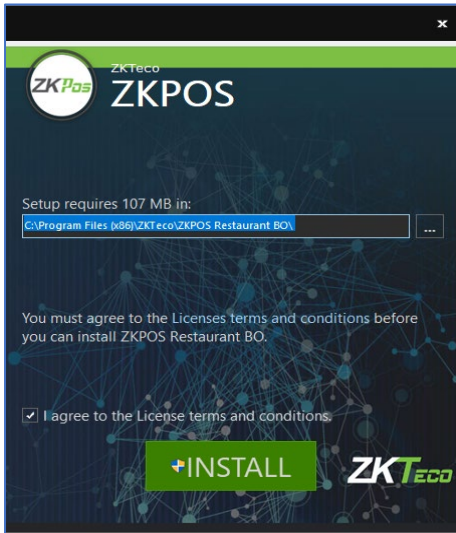 x
ZKPos
ZKTeco
ZKPOS
Setup requires 107 MB in:
C:\Program Files (x86)\ZKTeco\ZKPOS Restaurant BO\
...
You must agree to the Licenses terms and conditions before
you can install ZKPOS Restaurant BO.
I agree to the License terms and conditions.
INSTALL
ZKTeco